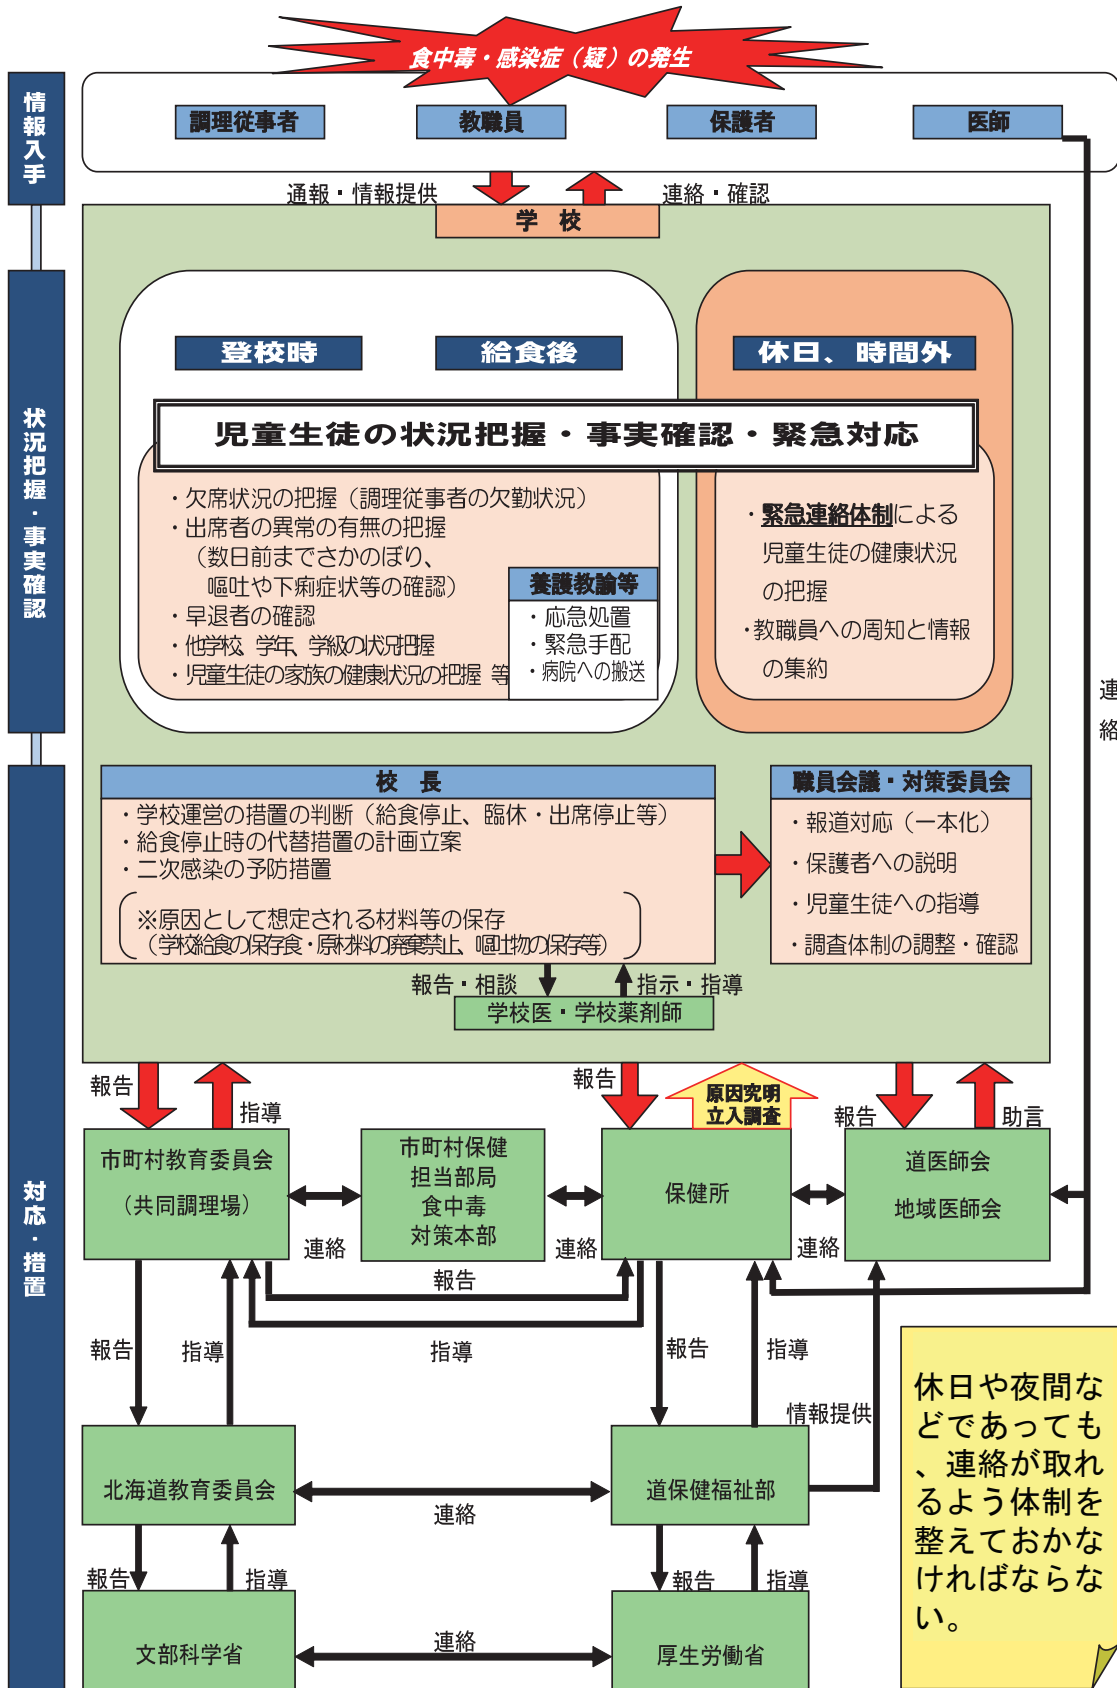 食中毒・感染症（疑）の発生
情報入手
調理従事者
教職員
保護者
医師
通報・情報提供
連絡・確認
学　校
状況把握・事実確認
登校時
給食後
休日、時間外
児童生徒の状況把握・事実確認・緊急対応
・欠席状況の把握（調理従事者の欠勤状況）
・出席者の異常の有無の把握
（数日前までさかのぼり、
嘔吐や下痢症状等の確認）
・早退者の確認
・他学校、学年、学級の状況把握
・児童生徒の家族の健康状況の把握 等
養護教諭等
・応急処置
・緊急手配
・病院への搬送
・緊急連絡体制による
児童生徒の健康状況
の把握
・教職員への周知と情報
の集約
連
絡
対応・措置
校　長
・学校運営の措置の判断（給食停止、臨休・出席停止等）
・給食停止時の代替措置の計画立案
・二次感染の予防措置
※原因として想定される材料等の保存
（学校給食の保存食・原材料の廃棄禁止、嘔吐物の保存等）
職員会議・対策委員会
・報道対応（一本化）
・保護者への説明
・児童生徒への指導
・調査体制の調整・確認
報告・相談
指示・指導
学校医・学校薬剤師
報告
指導
報告
原因究明
立入調査
報告
助言
市町村教育委員会
（共同調理場）
市町村保健
担当部局
食中毒
対策本部
保健所
道医師会
地域医師会
連絡
連絡
連絡
報告
指導
報告
指導
報告
指導
情報提供
北海道教育委員会
連絡
道保健福祉部
報告
指導
報告
指導
文部科学省
連絡
厚生労働省
休日や夜間な
どであっても
、連絡が取れ
るよう体制を
整えておかな
ければならな
い。